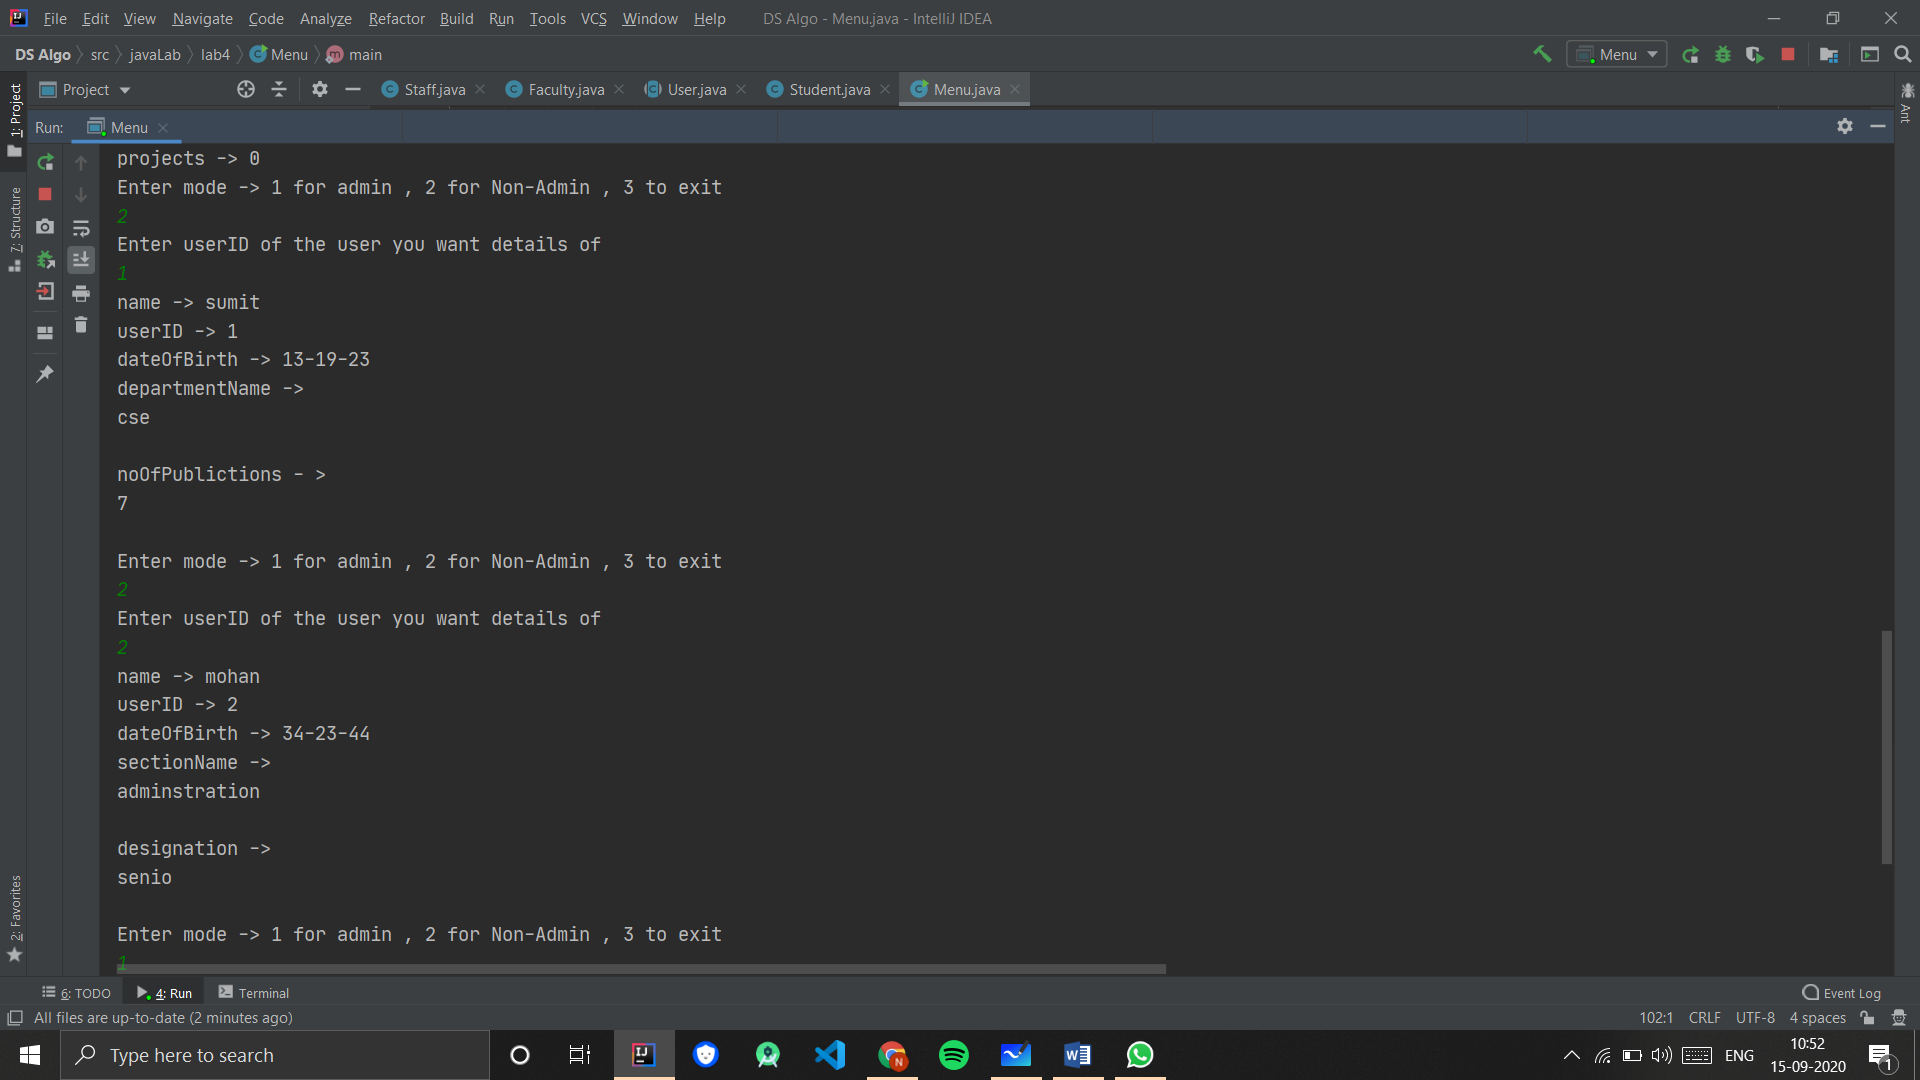 File Edit View Navigate Code Analyze Refactor Build Run Tools VCS Window Help DS Algo - Menu.java - IntelliJ IDEA
DS Algo src javaLab lab4 Menu main Menu
Project Staff.java Faculty.java User.java Student.java Menu.java
Run: Menu
1: Project
7: Structure
2: Favorites
Ant
projects -> 0
Enter mode -> 1 for admin , 2 for Non-Admin , 3 to exit
2
Enter userID of the user you want details of
1
name -> sumit
userID -> 1
dateOfBirth -> 13-19-23
departmentName ->
cse
noOfPublictions - >
7
Enter mode -> 1 for admin , 2 for Non-Admin , 3 to exit
2
Enter userID of the user you want details of
2
name -> mohan
userID -> 2
dateOfBirth -> 34-23-44
sectionName ->
adminstration
designation ->
senio
Enter mode -> 1 for admin , 2 for Non-Admin , 3 to exit
1
6: TODO 4: Run Terminal Event Log
All files are up-to-date (2 minutes ago) 102:1 CRLF UTF-8 4 spaces
Type here to search ENG
10:52
15-09-2020
1